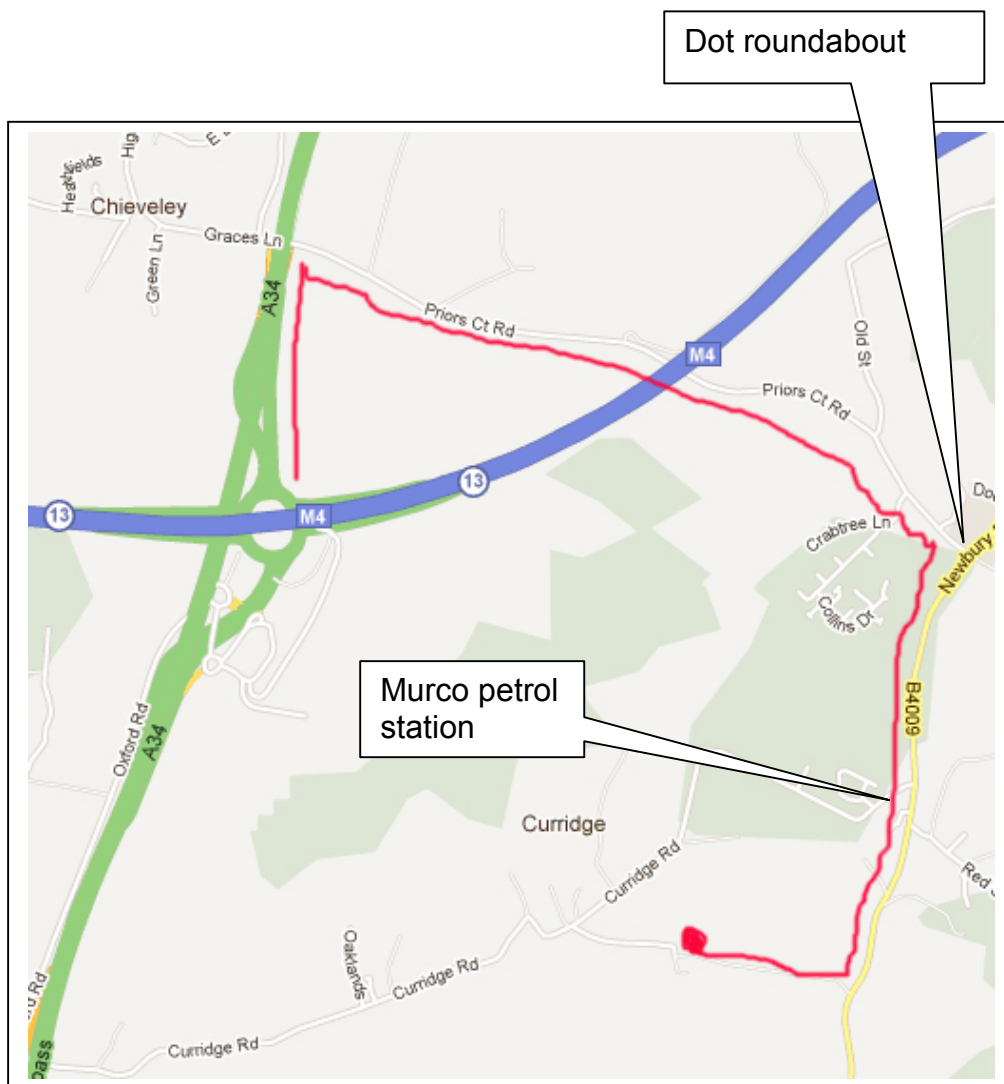 Dot roundabout
Chieveley
Graces Ln
Green Ln
A34
Priors Ct Rd
M4
Old St
Priors Ct Rd
13
13
M4
Crabtree Ln
Collins Dr
Newbury
B4009
Murco petrol
station
Oxford Rd
A34
Curridge
Curridge Rd
Red
Oaklands
Curridge Rd
Curridge Rd